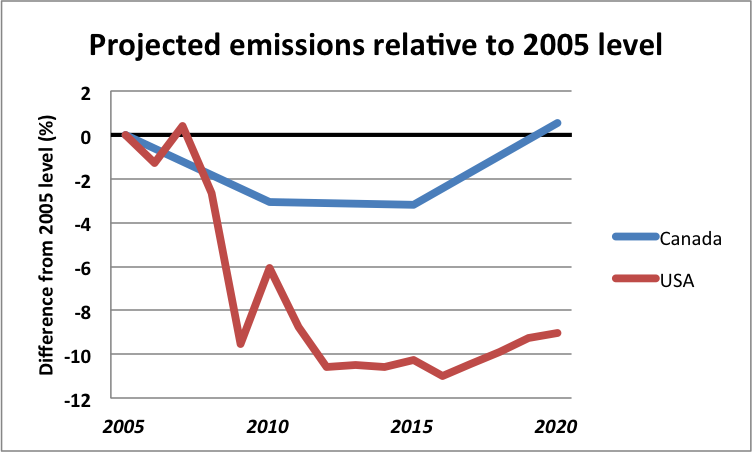 Projected emissions relative to 2005 level
Difference from 2005 level (%)
2
0
-2
-4
-6
-8
-10
-12
2005 2010 2015 2020
Canada
USA